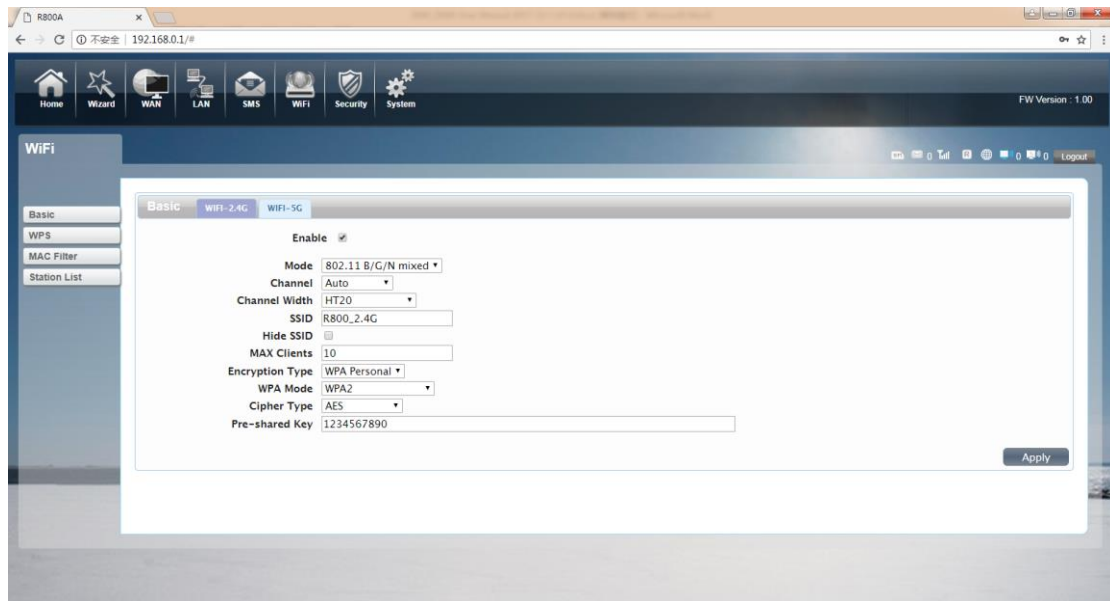 R800A
不安全 192.168.0.1/#
Home Wizard WAN LAN SMS WiFi Security System
FW Version : 1.00
WiFi
0 0 0 Logout
Basic WIFI-2.4G WIFI-5G
Basic
WPS
MAC Filter
Station List
Enable
Mode 802.11 B/G/N mixed
Channel Auto
Channel Width HT20
SSID R800_2.4G
Hide SSID
MAX Clients 10
Encryption Type WPA Personal
WPA Mode WPA2
Cipher Type AES
Pre-shared Key 1234567890
Apply